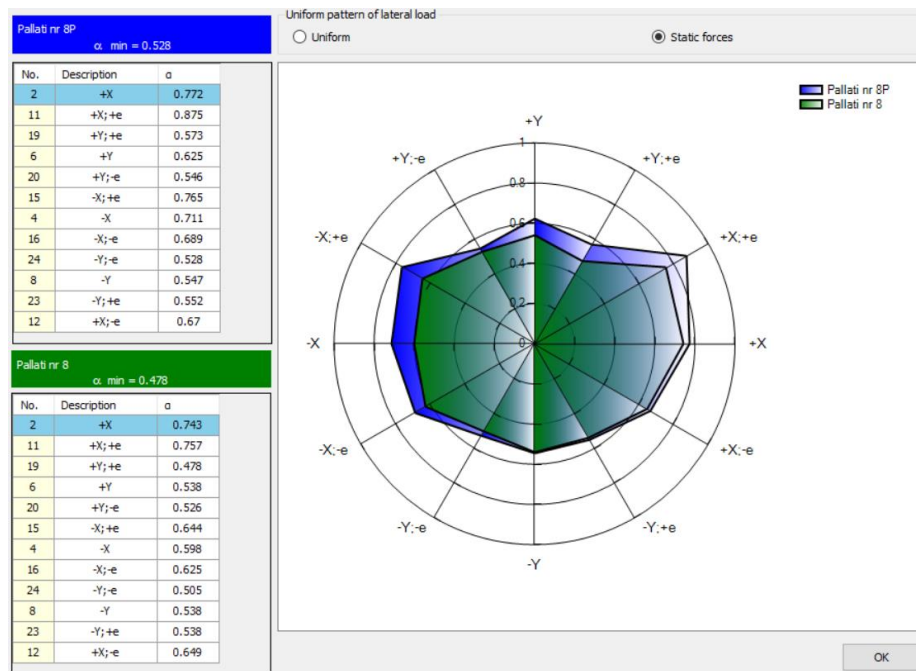 Pallati nr 8P
α min = 0.528
No. Description α
2 +X 0.772
11 +X;+e 0.875
19 +Y;+e 0.573
6 +Y 0.625
20 +Y;-e 0.546
15 -X;+e 0.765
4 -X 0.711
16 -X;-e 0.689
24 -Y;-e 0.528
8 -Y 0.547
23 -Y;+e 0.552
12 +X;-e 0.67
Pallati nr 8
α min = 0.478
No. Description α
2 +X 0.743
11 +X;+e 0.757
19 +Y;+e 0.478
6 +Y 0.538
20 +Y;-e 0.526
15 -X;+e 0.644
4 -X 0.598
16 -X;-e 0.625
24 -Y;-e 0.505
8 -Y 0.538
23 -Y;+e 0.538
12 +X;-e 0.649
Uniform pattern of lateral load
Uniform Static forces
Pallati nr 8P
Pallati nr 8
+Y
+Y;-e +Y;+e
1
0.8
-X;+e +X;+e
0.6
0.4
0.2
-X 0 +X
-X;-e +X;-e
-Y;-e -Y;+e
-Y
OK